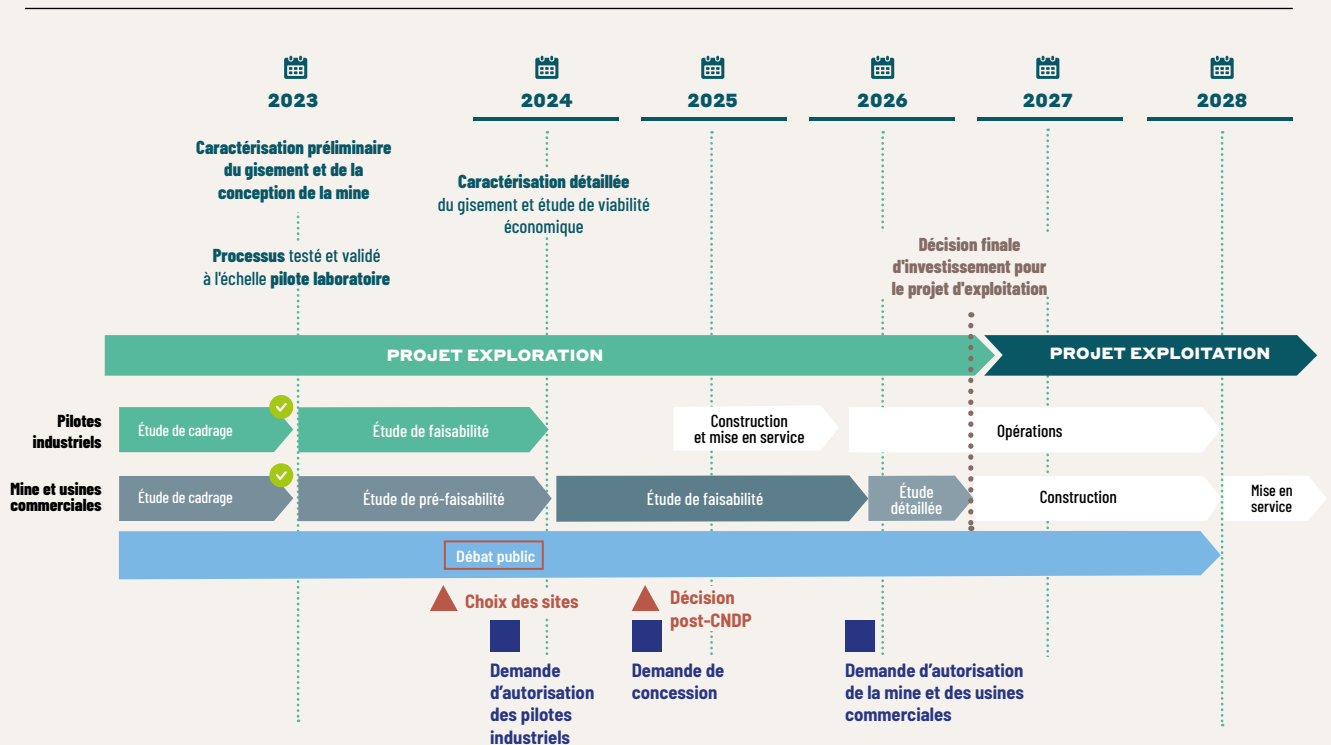 2023
2024
2025
2026
2027
2028
Caractérisation préliminaire
du gisement et de la
conception de la mine
Processus testé et validé
à l'échelle pilote laboratoire
Caractérisation détaillée
du gisement et étude de viabilité
économique
Décision finale
d'investissement pour
le projet d'exploitation
PROJET EXPLORATION
PROJET EXPLOITATION
Pilotes
industriels
Étude de cadrage
Étude de faisabilité
Construction
et mise en service
Opérations
Mine et usines
commerciales
Étude de cadrage
Étude de pré-faisabilité
Étude de faisabilité
Étude
détaillée
Construction
Mise en
service
Débat public
Choix des sites
Décision
post-CNDP
Demande
d'autorisation
des pilotes
industriels
Demande de
concession
Demande d’autorisation
de la mine et des usines
commerciales